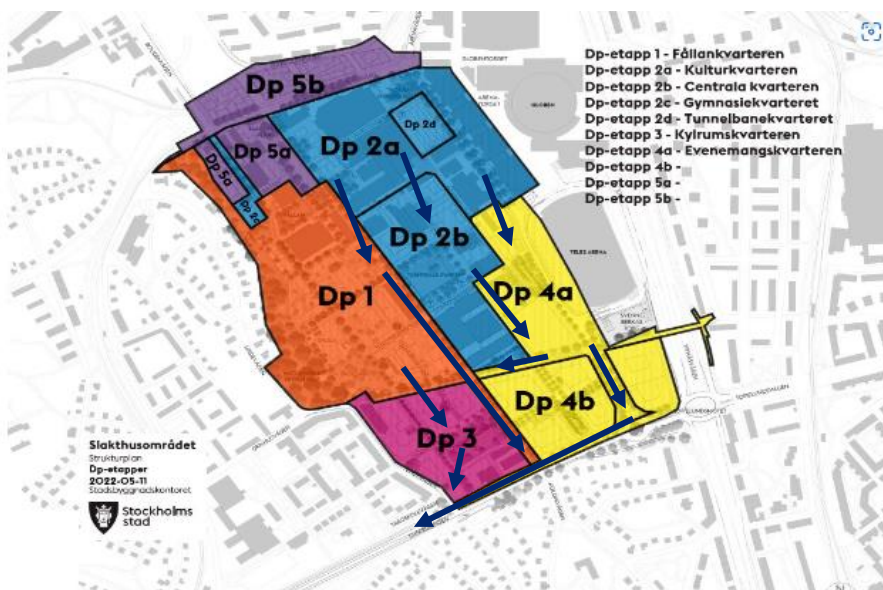 Dp-etapp 1 - Fållankvarteren
Dp-etapp 2a - Kulturkvarteren
Dp-etapp 2b - Centrala kvarteren
Dp-etapp 2c - Gymnasiekvarteret
Dp-etapp 2d - Tunnelbanekvarteret
Dp-etapp 3 - Kylrumskvarteren
Dp-etapp 4a - Evenemangskvarteren
Dp-etapp 4b -
Dp-etapp 5a -
Dp-etapp 5b -
Dp 5b
Dp 2d
Dp 5a
Dp 2a
Dp 5a
Dp 2c
Dp 2b
Dp 1
Dp 4a
Dp 4b
Dp 3
GLOBEN
TELE2 ARENA
Slakthusområdet
Strukturplan
Dp-etapper
2022-05-11
Stadsbyggnadskontoret
Stockholms
stad